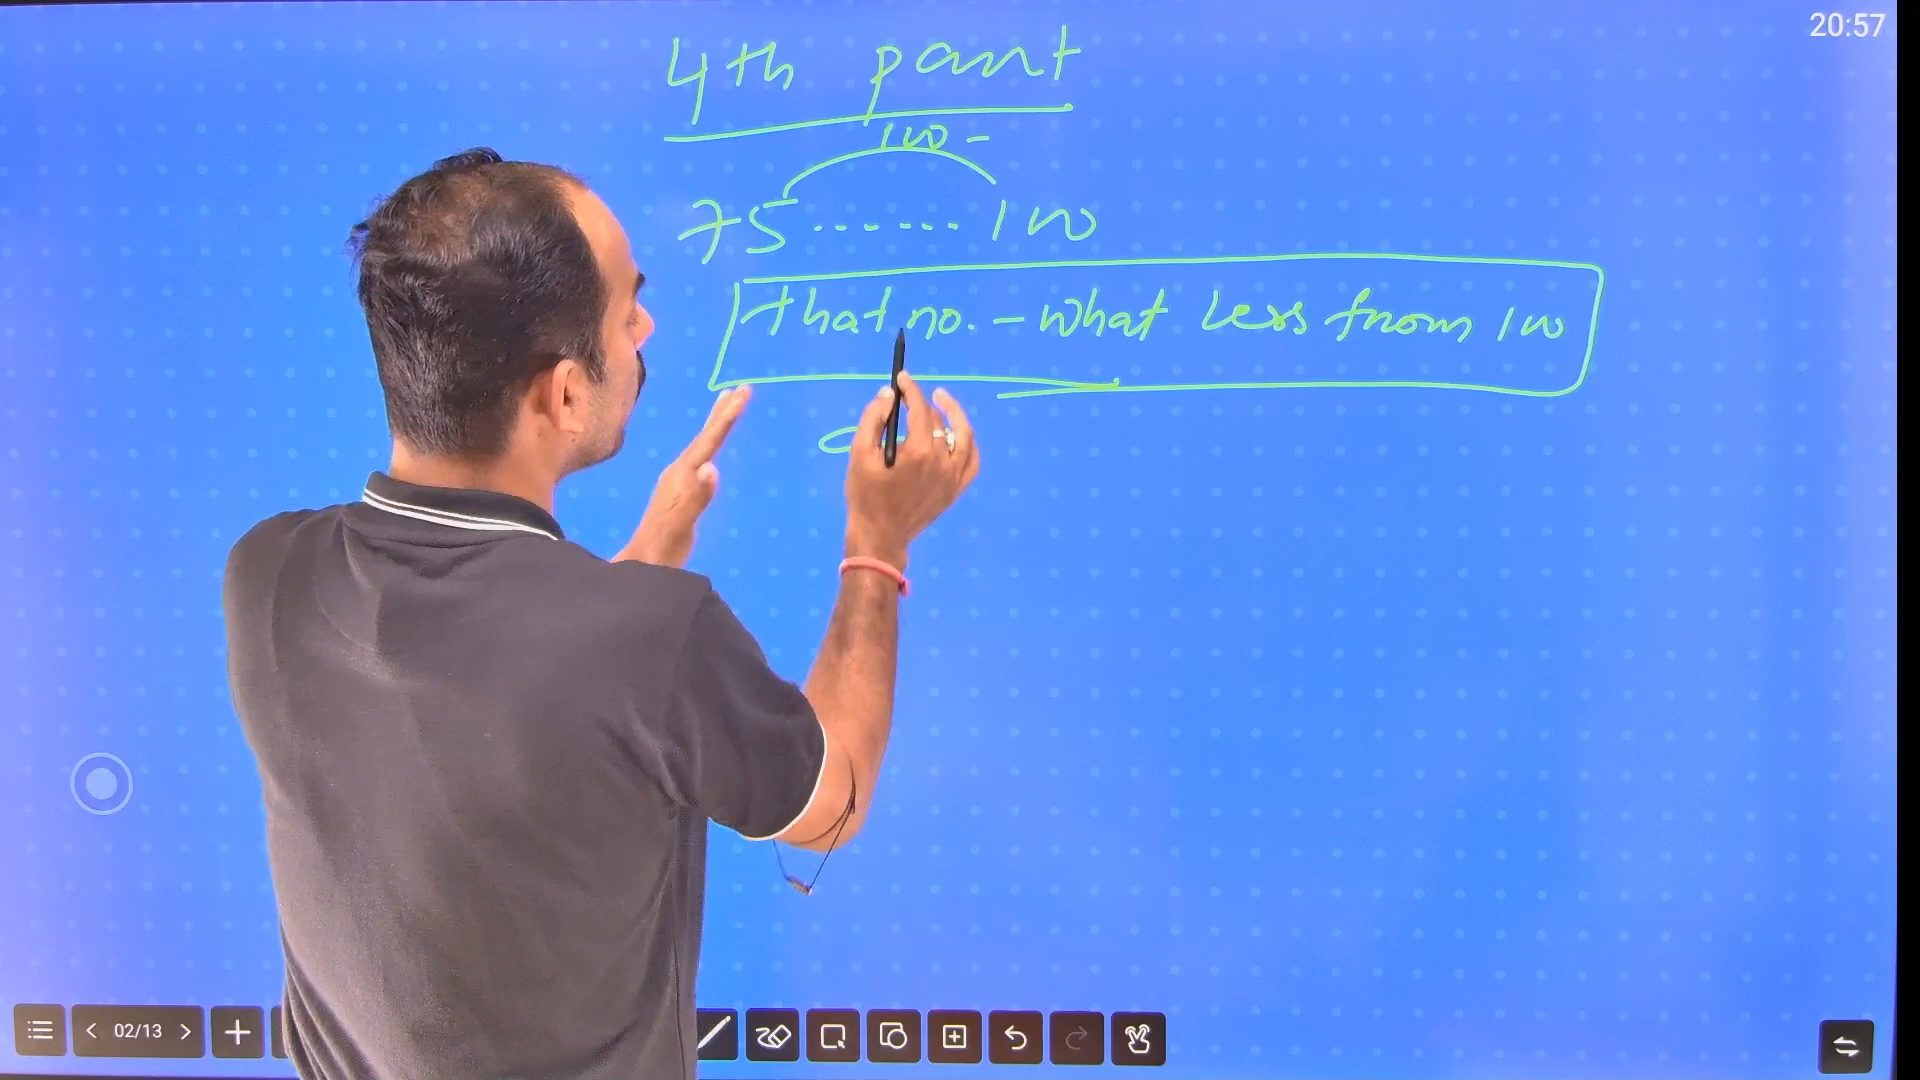 20:57
4th part
100 -
75 ....... 100
that no. - what less from 100
02/13